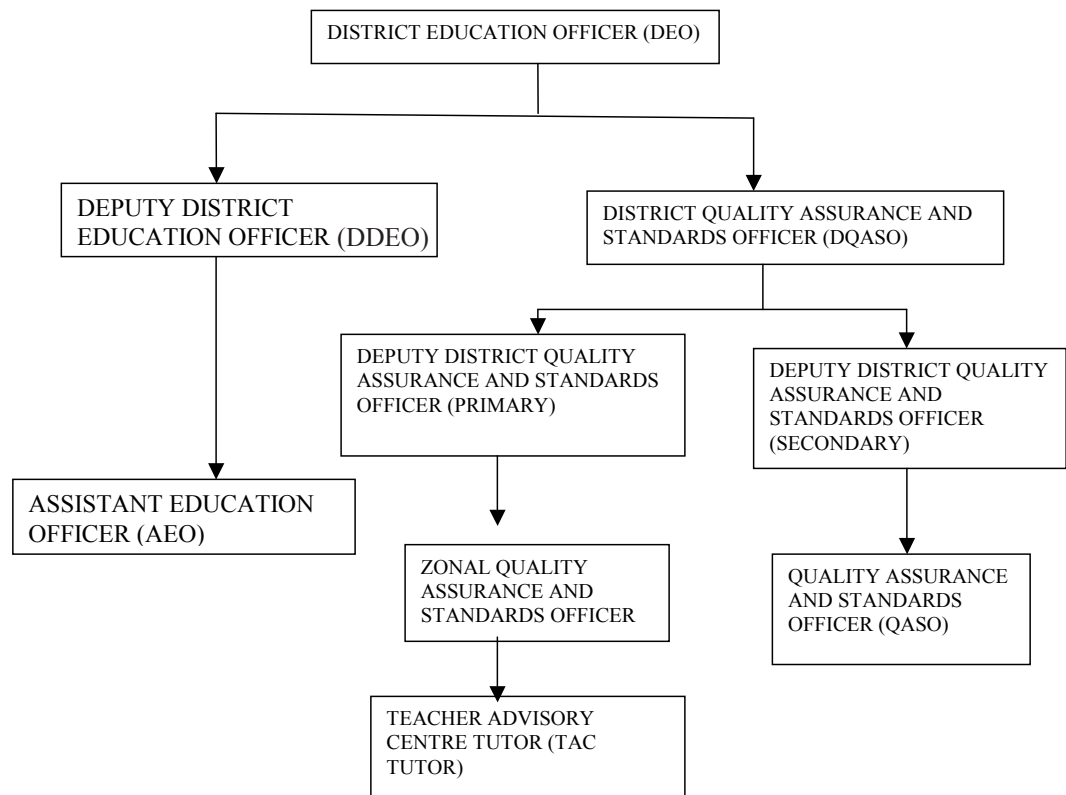 DISTRICT EDUCATION OFFICER (DEO)
DEPUTY DISTRICT
EDUCATION OFFICER (DDEO)
DISTRICT QUALITY ASSURANCE AND
STANDARDS OFFICER (DQASO)
DEPUTY DISTRICT QUALITY
ASSURANCE AND STANDARDS
OFFICER (PRIMARY)
DEPUTY DISTRICT QUALITY
ASSURANCE AND
STANDARDS OFFICER
(SECONDARY)
ASSISTANT EDUCATION
OFFICER (AEO)
ZONAL QUALITY
ASSURANCE AND
STANDARDS OFFICER
QUALITY ASSURANCE
AND STANDARDS
OFFICER (QASO)
TEACHER ADVISORY
CENTRE TUTOR (TAC
TUTOR)